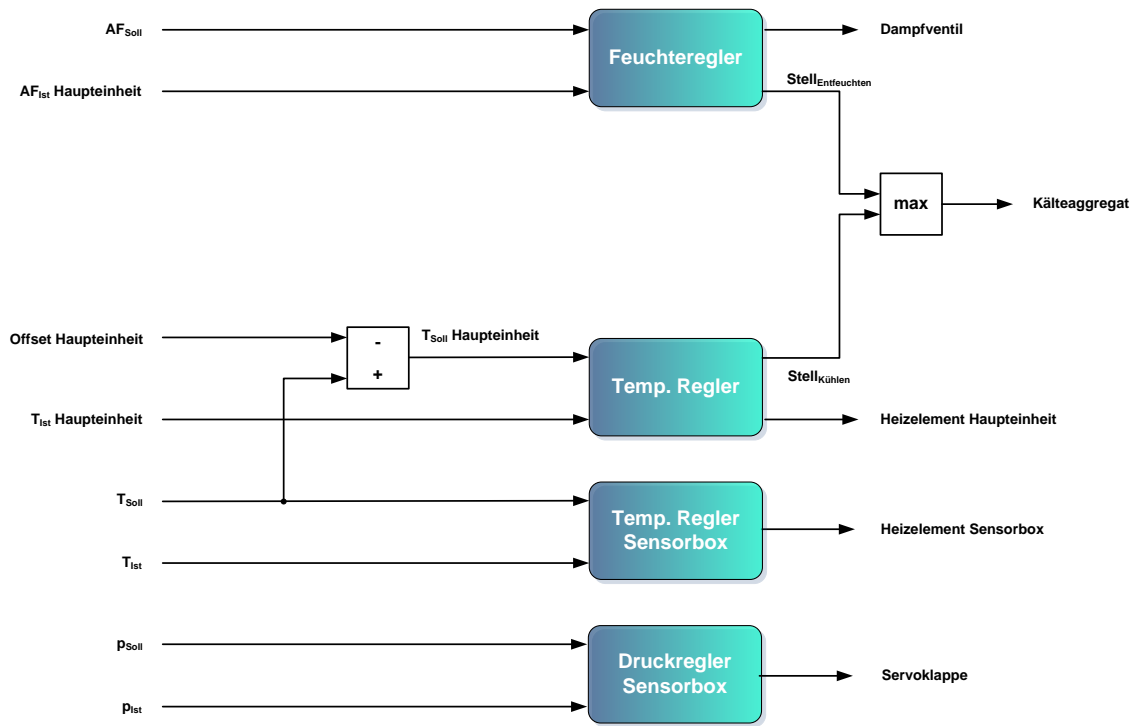 AFSoll
Feuchteregler
Dampfventil
AFIst Haupteinheit
StellEntfeuchten
max
Kälteaggregat
Offset Haupteinheit
-
+
TSoll Haupteinheit
Temp. Regler
StellKühlen
TIst Haupteinheit
Heizelement Haupteinheit
TSoll
Temp. Regler
Sensorbox
Heizelement Sensorbox
TIst
pSoll
Druckregler
Sensorbox
Servoklappe
pIst